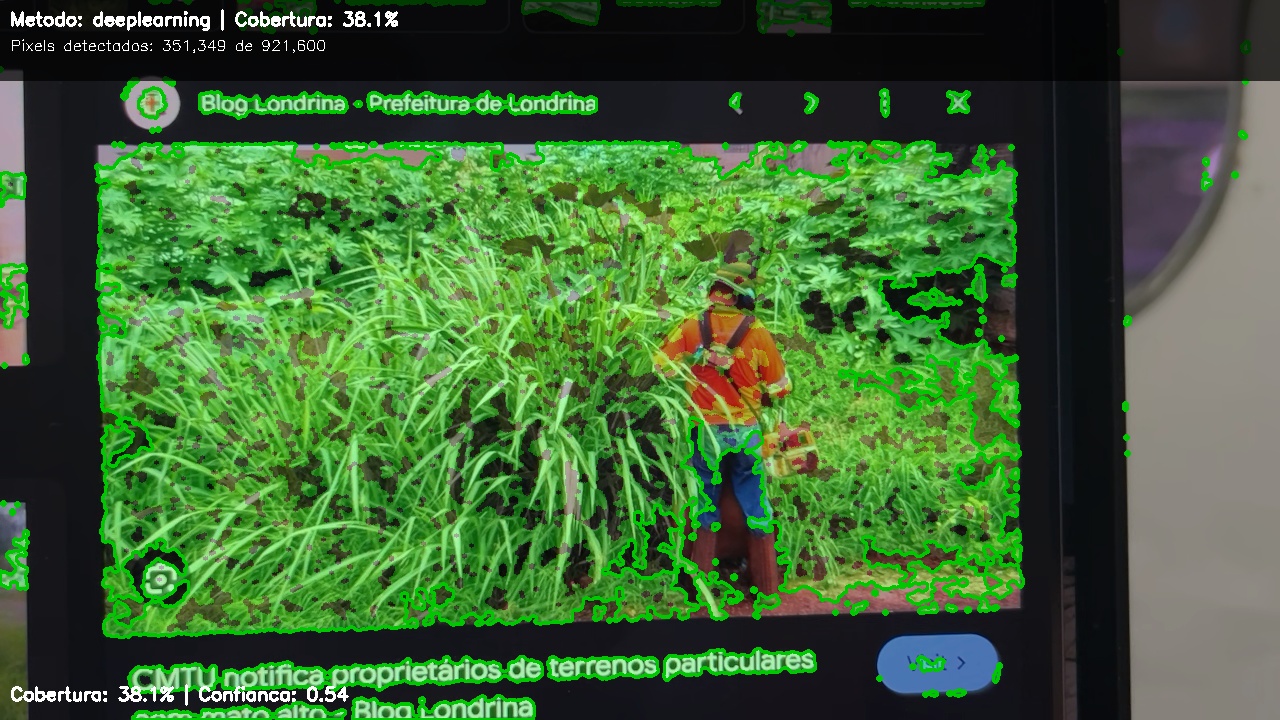 Metodo: deeplearning | Cobertura: 38.1%
Pixels detectados: 351,349 de 921,600
Blog Londrina · Prefeitura de Londrina
CMTU notifica proprietários de terrenos particulares
Visit
Cobertura: 38.1% | Confianca: 0.54
com mato alto - Blog Londrina